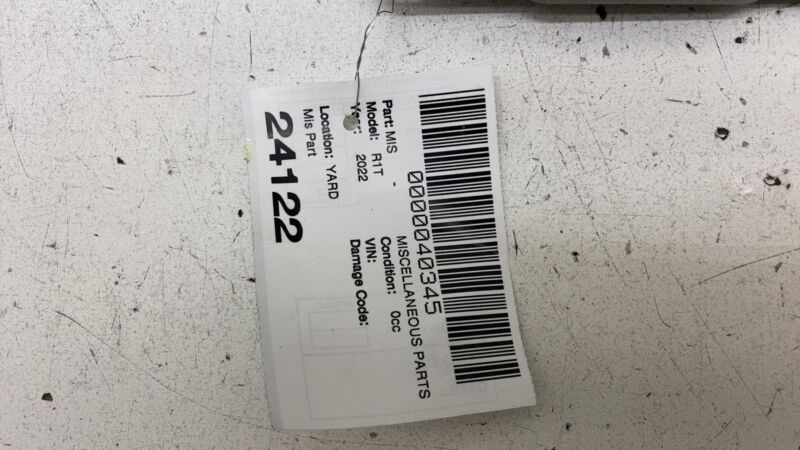 0000040345
Part: MIS - MISCELLANEOUS PARTS
Model: R1T Condition: 0cc
Year: 2022 VIN:
Damage Code:
Location: YARD
Mis Part
24122